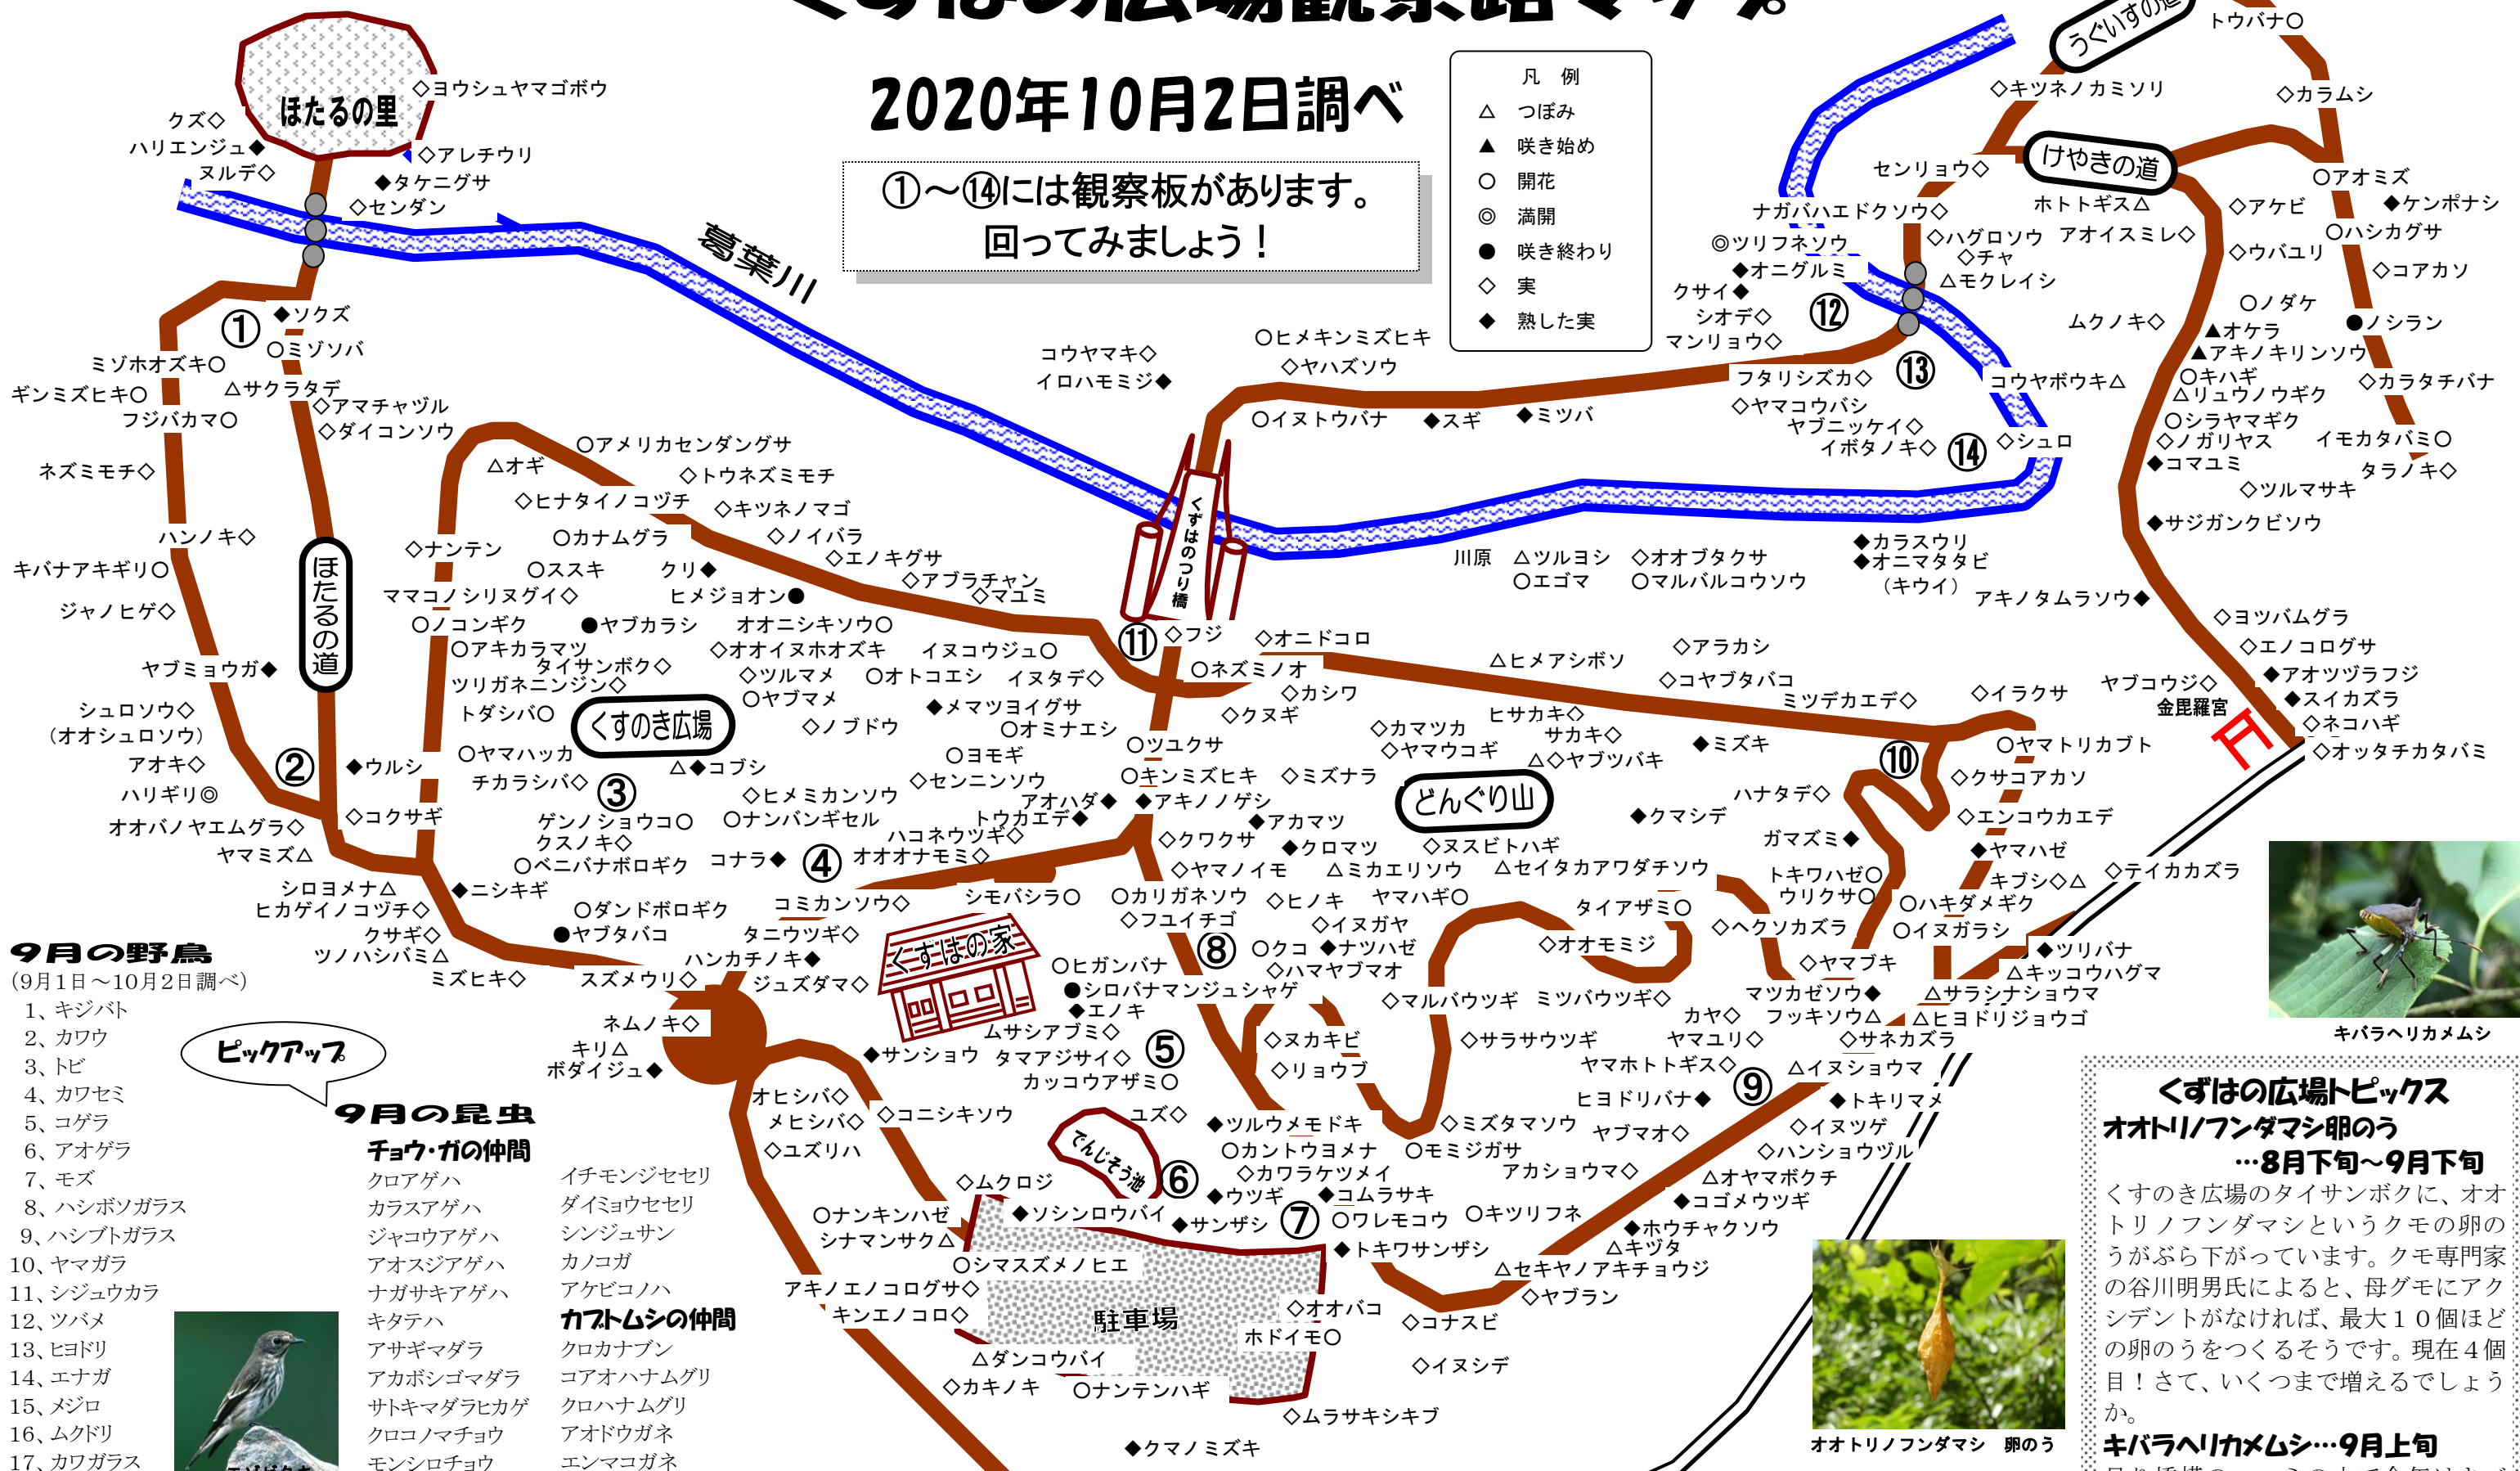 くずはの広場観察路マップ
2020年10月2日調べ
①～⑭には観察板があります。
回ってみましょう！
凡　例
△　つぼみ
▲　咲き始め
○　開花
◎　満開
●　咲き終わり
◇　実
◆　熟した実
ほたるの里
◇ヨウシュヤマゴボウ
クズ◇
ハリエンジュ◆
ヌルデ◇
◇アレチウリ
◆タケニグサ
◇センダン
葛葉川
①
◆ソクズ
○ミゾソバ
ミゾホオズキ○
△サクラタデ
ギンミズヒキ○
◇アマチャヅル
フジバカマ○
◇ダイコンソウ
ネズミモチ◇
ハンノキ◇
キバナアキギリ○
ジャノヒゲ◇
ほたるの道
ヤブミョウガ◆
シュロソウ◇
（オオシュロソウ）
アオキ◇
②
◆ウルシ
ハリギリ◎
オオバノヤエムグラ◇
◇コクサギ
ヤマミズ△
シロヨメナ△
ヒカゲイノコヅチ◇
クサギ◇
ツノハシバミ△
ミズヒキ◇
◆ニシキギ
○アメリカセンダングサ
△オギ
◇トウネズミモチ
◇ヒナタイノコヅチ
◇キツネノマゴ
◇ナンテン
○カナムグラ
◇ノイバラ
◇エノキグサ
○ススキ
クリ◆
◇アブラチャン
ママコノシリヌグイ◇
ヒメジョオン●
◇マユミ
○ノコンギク
●ヤブカラシ
オオニシキソウ○
○アキカラマツ
タイサンボク◇
◇オオイヌホオズキ
イヌコウジュ○
ツリガネニンジン◇
◇ツルマメ
○オトコエシ
イヌタデ◇
トダシバ○
くすのき広場
○ヤブマメ
◆メマツヨイグサ
◇ノブドウ
○オミナエシ
○ヤマハッカ
△◆コブシ
○ヨモギ
チカラシバ◇
③
◇センニンソウ
◇ヒメミカンソウ
アオハダ◆
ゲンノショウコ○
○ナンバンギセル
トウカエデ◆
クスノキ◇
ハコネウツギ◇
○ベニバナボロギク
コナラ◆
④
オオオナモミ◇
○ダンドボロギク
コミカンソウ◇
シモバシラ○
●ヤブタバコ
タニウツギ◇
くずはの家
スズメウリ◇
ハンカチノキ◆
ジュズダマ◇
ネムノキ◇
キリ△
ボダイジュ◆
◆サンショウ
コウヤマキ◇
イロハモミジ◆
○ヒメキンミズヒキ
◇ヤハズソウ
○イヌトウバナ
◆スギ
◆ミツバ
くずはのつり橋
⑪
◇フジ
◇オニドコロ
○ネズミノオ
◇カシワ
◇クヌギ
○ツユクサ
○キンミズヒキ
◇ミズナラ
◆アキノノゲシ
◆アカマツ
◇クワクサ
◆クロマツ
◇ヤマノイモ
○カリガネソウ
◇ヒノキ
◇フユイチゴ
◇イヌガヤ
⑧
○クコ
◆ナツハゼ
○ヒガンバナ
◇ハマヤブマオ
●シロバナマンジュシャゲ
◆エノキ
ムサシアブミ◇
タマアジサイ◇
⑤
◇ヌカキビ
カッコウアザミ○
◇リョウブ
△ヒメアシボソ
◇アラカシ
◇コヤブタバコ
ミツデカエデ◇
◇カマツカ
ヒサカキ◇
◇ヤマウコギ
サカキ◇
△◇ヤブツバキ
◆ミズキ
どんぐり山
◆クマシデ
◇ヌスビトハギ
△ミカエリソウ
△セイタカアワダチソウ
ヤマハギ○
タイアザミ○
◇オオモミジ
◇マルバウツギ
ミツバウツギ◇
◇サラサウツギ
うぐいすの道
トウバナ○
◇キツネノカミソリ
◇カラムシ
センリョウ◇
けやきの道
○アオミズ
ナガバハエドクソウ◇
ホトトギス△
◇アケビ
◆ケンポナシ
◎ツリフネソウ
◇ハグロソウ
アオイスミレ◇
○ハシカグサ
◇チャ
◇ウバユリ
◆オニグルミ
△モクレイシ
◇コアカソ
クサイ◆
シオデ◇
⑫
○ノダケ
ムクノキ◇
▲オケラ
●ノシラン
マンリョウ◇
▲アキノキリンソウ
フタリシズカ◇
⑬
コウヤボウキ△
○キハギ
◇カラタチバナ
△リュウノウギク
◇ヤマコウバシ
ヤブニッケイ◇
○シラヤマギク
イボタノキ◇
⑭
◇シュロ
◇ノガリヤス
イモカタバミ○
◆コマユミ
タラノキ◇
◇ツルマサキ
◆サジガンクビソウ
川原
△ツルヨシ
◇オオブタクサ
○エゴマ
○マルバルコウソウ
◆カラスウリ
◆オニマタタビ
（キウイ）
アキノタムラソウ◆
◇ヨツバムグラ
◇エノコログサ
◆アオツヅラフジ
ヤブコウジ◇
◆スイカズラ
金毘羅宮
◇ネコハギ
◇オッタチカタバミ
◇イラクサ
⑩
○ヤマトリカブト
◇クサコアカソ
ハナタデ◇
◇エンコウカエデ
ガマズミ◆
◆ヤマハゼ
トキワハゼ○
キブシ◇△
◇テイカカズラ
ウリクサ○
○ハキダメギク
◇ヘクソカズラ
○イヌガラシ
◆ツリバナ
◇ヤマブキ
△キッコウハグマ
マツカゼソウ◆
△サラシナショウマ
カヤ◇
フッキソウ△
△ヒヨドリジョウゴ
ヤマユリ◇
◇サネカズラ
ヤマホトトギス◇
⑨
△イヌショウマ
ヒヨドリバナ◆
◆トキリマメ
◇ミズタマソウ
ヤブマオ◇
◇イヌツゲ
○モミジガサ
◇ハンショウヅル
アカショウマ◇
△オヤマボクチ
◆コゴメウツギ
◆ホウチャクソウ
△キヅタ
△セキヤノアキチョウジ
◇ヤブラン
オヒシバ◇
メヒシバ◇
◇コニシキソウ
◇ユズリハ
ユズ◇
◆ツルウメモドキ
でんじそう池
○カントウヨメナ
⑥
◇カワラケツメイ
◇ムクロジ
◆ウツギ
◆コムラサキ
○ナンキンハゼ
◆ソシンロウバイ
◆サンザシ
⑦
○ワレモコウ
○キツリフネ
シナマンサク△
◆トキワサンザシ
○シマスズメノヒエ
アキノエノコログサ◇
キンエノコロ◇
駐車場
◇オオバコ
ホドイモ○
◇コナスビ
△ダンコウバイ
◇イヌシデ
◇カキノキ
○ナンテンハギ
◇ムラサキシキブ
◆クマノミズキ
9月の野鳥
（9月1日～10月2日調べ）
1、キジバト
2、カワウ
3、トビ
4、カワセミ
5、コゲラ
6、アオゲラ
7、モズ
8、ハシボソガラス
9、ハシブトガラス
10、ヤマガラ
11、シジュウカラ
12、ツバメ
13、ヒヨドリ
14、エナガ
15、メジロ
16、ムクドリ
17、カワガラス
ピックアップ
9月の昆虫
チョウ・ガの仲間
クロアゲハ
カラスアゲハ
ジャコウアゲハ
アオスジアゲハ
ナガサキアゲハ
キタテハ
アサギマダラ
アカボシゴマダラ
サトキマダラヒカゲ
クロコノマチョウ
モンシロチョウ
イチモンジセセリ
ダイミョウセセリ
シンジュサン
カノコガ
アケビコノハ
カブトムシの仲間
クロカナブン
コアオハナムグリ
クロハナムグリ
アオドウガネ
エンマコガネ
キバラヘリカメムシ
オオトリノフンダマシ　卵のう
くずはの広場トピックス
オオトリノフンダマシ卵のう
…8月下旬～9月下旬
くすのき広場のタイサンボクに、オオ
トリノフンダマシというクモの卵の
うがぶら下がっています。クモ専門家
の谷川明男氏によると、母グモにアク
シデントがなければ、最大１０個ほど
の卵のうをつくるそうです。現在４個
目！さて、いくつまで増えるでしょう
か。
キバラヘリカメムシ…9月上旬